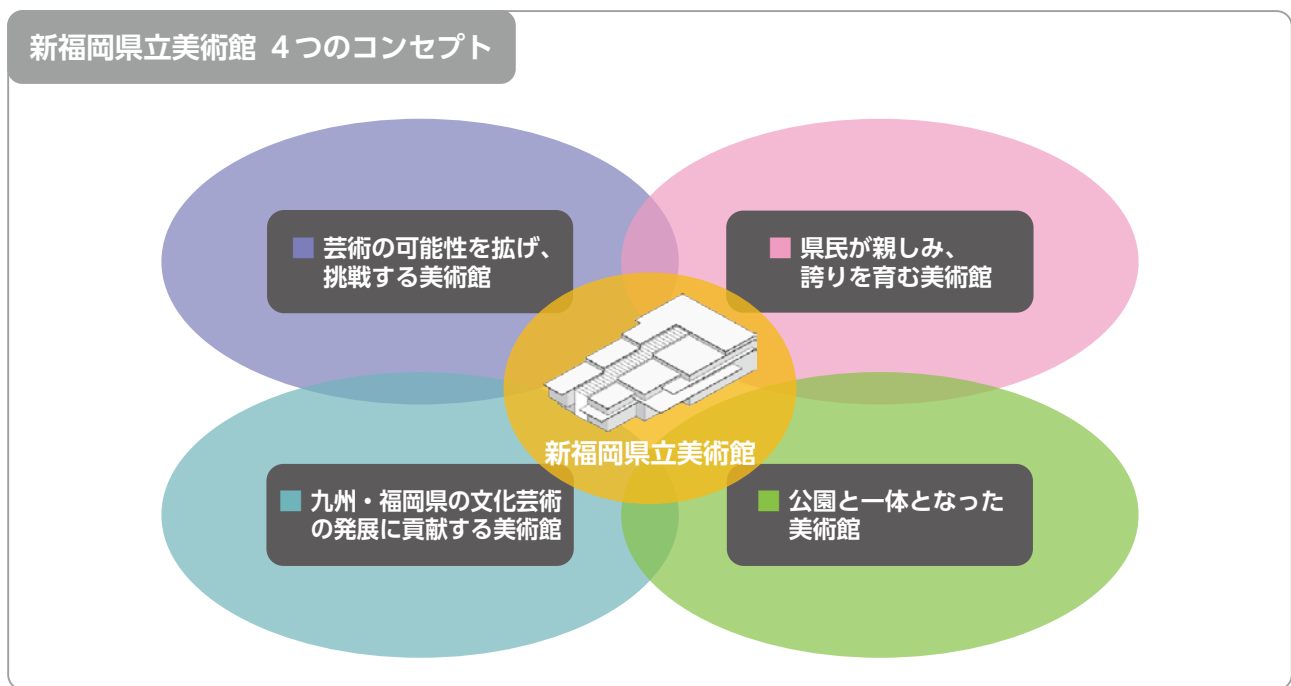 新福岡県立美術館 4つのコンセプト
■ 芸術の可能性を拡げ、
挑戦する美術館
■ 県民が親しみ、
誇りを育む美術館
新福岡県立美術館
■ 九州・福岡県の文化芸術
の発展に貢献する美術館
■ 公園と一体となった
美術館